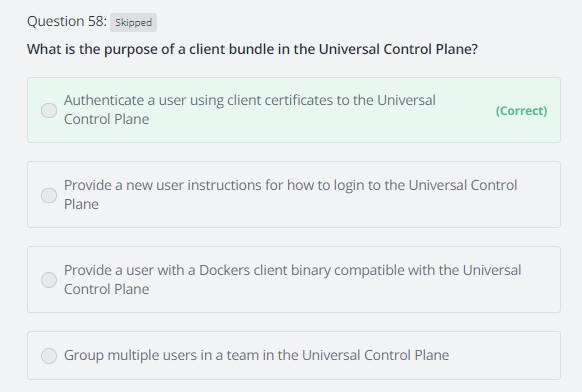 Question 58: Skipped
What is the purpose of a client bundle in the Universal Control Plane?
Authenticate a user using client certificates to the Universal
Control Plane
(Correct)
Provide a new user instructions for how to login to the Universal Control
Plane
Provide a user with a Dockers client binary compatible with the Universal
Control Plane
Group multiple users in a team in the Universal Control Plane